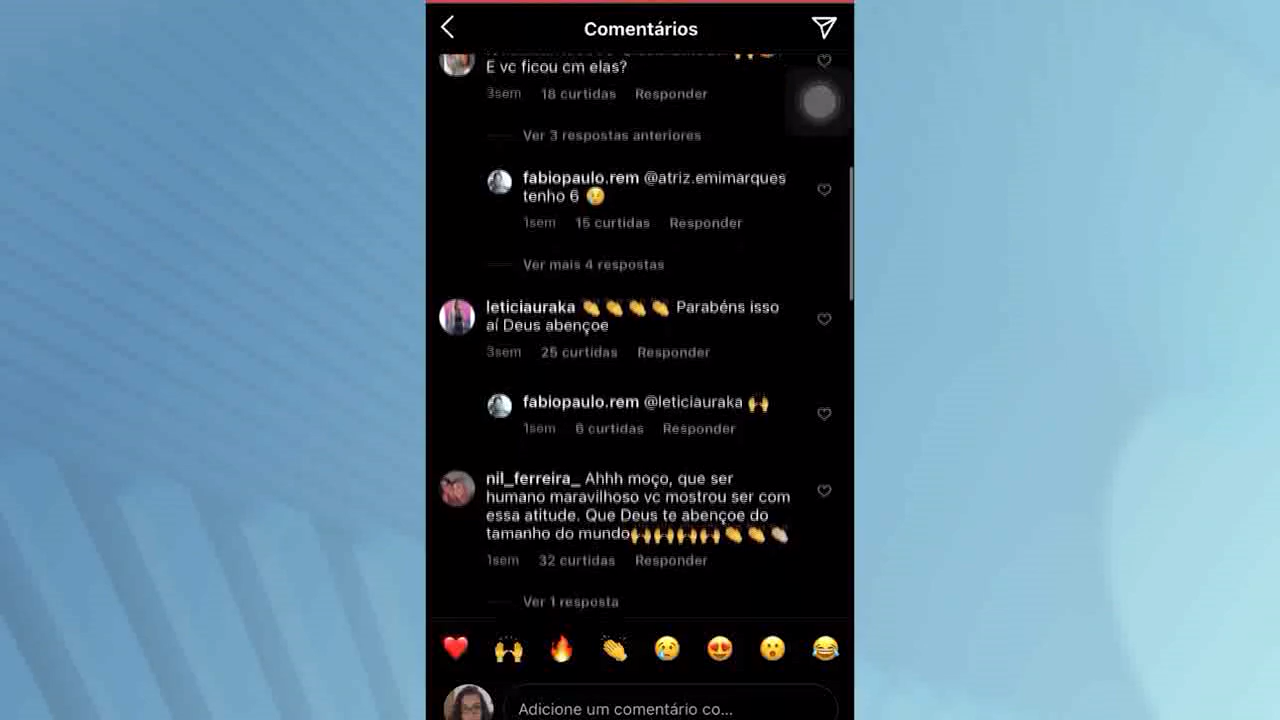 Comentários
E vc ficou cm elas?
3sem 18 curtidas Responder
Ver 3 respostas anteriores
fabiopaulo.rem @atriz.emimarques
tenho 6 😢
1sem 15 curtidas Responder
Ver mais 4 respostas
leticiauraka 👏👏👏👏 Parabéns isso
aí Deus abençoe
3sem 25 curtidas Responder
fabiopaulo.rem @leticiauraka 🙌
1sem 6 curtidas Responder
nil_ferreira_ Ahhh moço, que ser
humano maravilhoso vc mostrou ser com
essa atitude. Que Deus te abençoe do
tamanho do mundo🙌🙌🙌🙌👏👏👏
1sem 32 curtidas Responder
Ver 1 resposta
❤️ 🙌 🔥 👏 😢 😍 😮 😂
Adicione um comentário co...